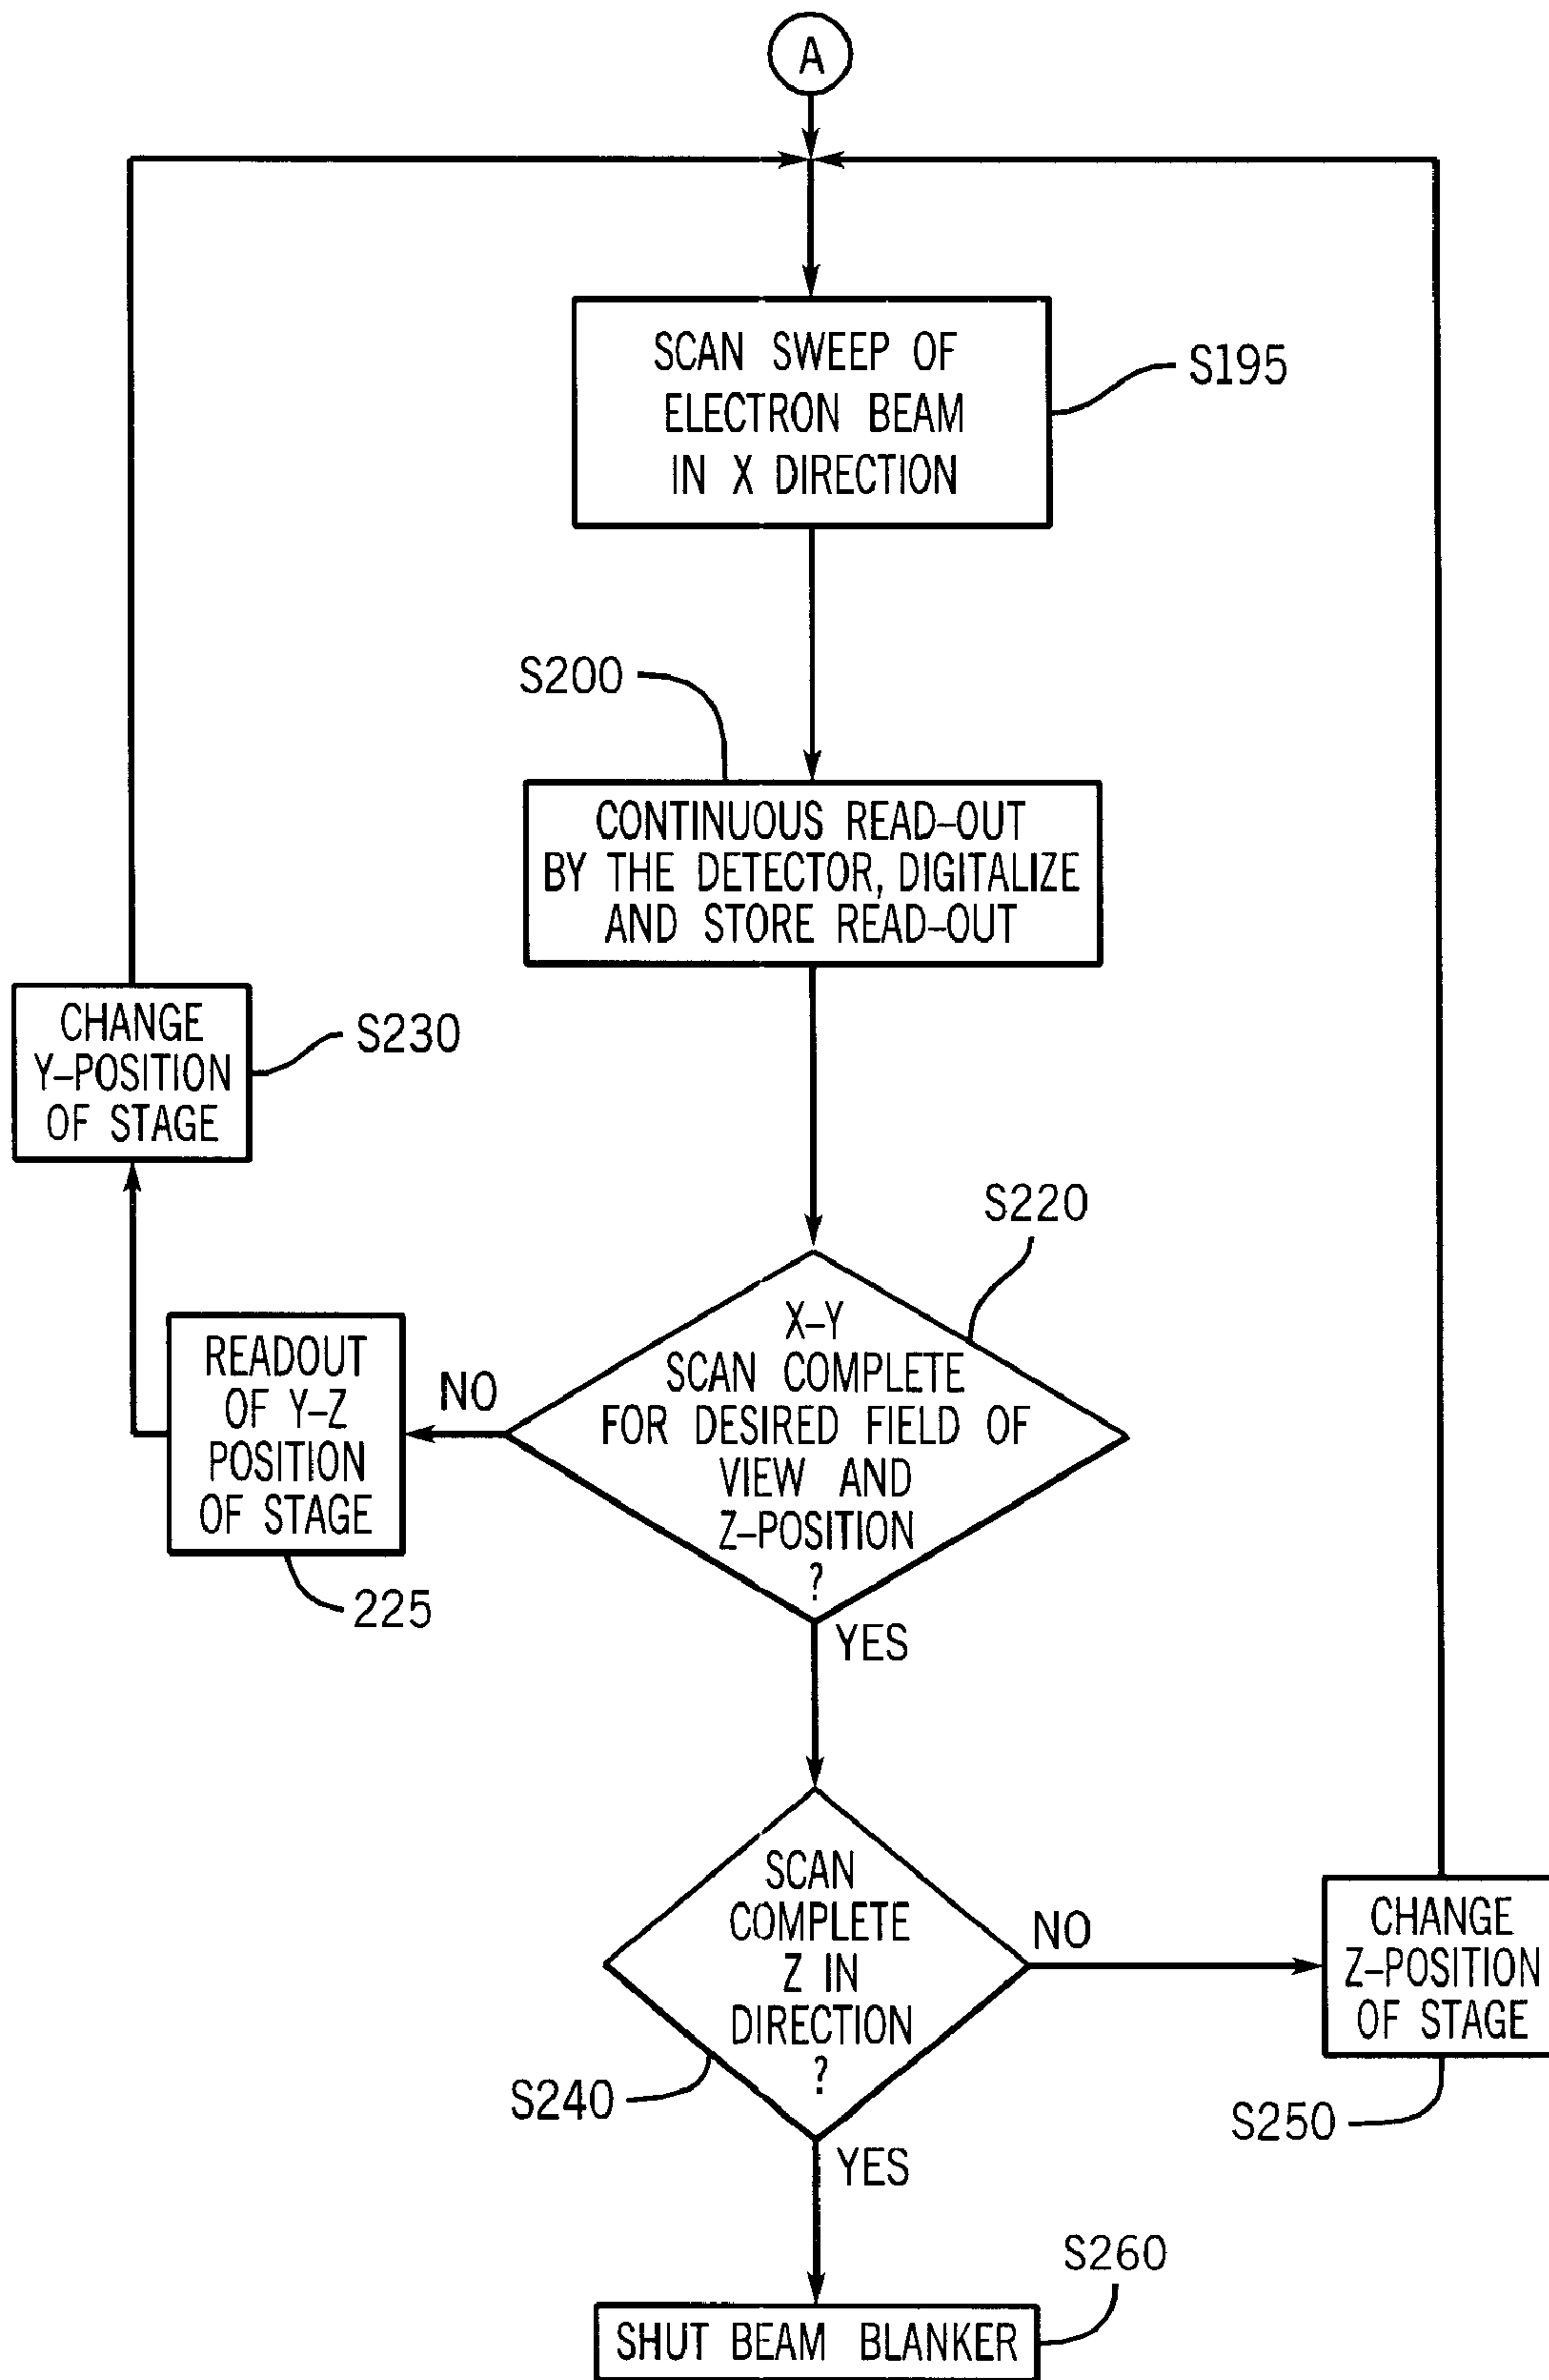 A
SCAN SWEEP OF
ELECTRON BEAM
IN X DIRECTION
S195
S200
CONTINUOUS READ-OUT
BY THE DETECTOR, DIGITALIZE
AND STORE READ-OUT
CHANGE
Y-POSITION
OF STAGE
S230
S220
X-Y
SCAN COMPLETE
FOR DESIRED FIELD OF
VIEW AND
Z-POSITION
?
NO
READOUT
OF Y-Z
POSITION
OF STAGE
225
YES
SCAN
COMPLETE
Z IN
DIRECTION
?
NO
CHANGE
Z-POSITION
OF STAGE
S240
S250
YES
S260
SHUT BEAM BLANKER